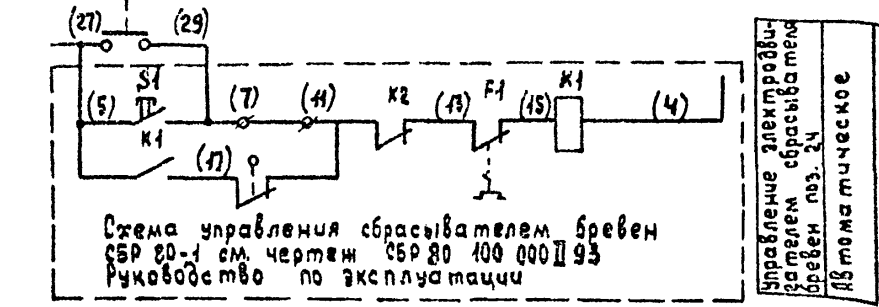 (27) (29)
S1
(5) (7) (11) K2 (13) F1 (15) K1 (4)
K1
(17)
Схема управления сбрасывателем бревен
СБР 80-1 см. чертеж СБР 80 100 000 II 93
Руководство по эксплуатации
Управление электродви-
гателем сбрасывателя
бревен поз. 24
Автоматическое